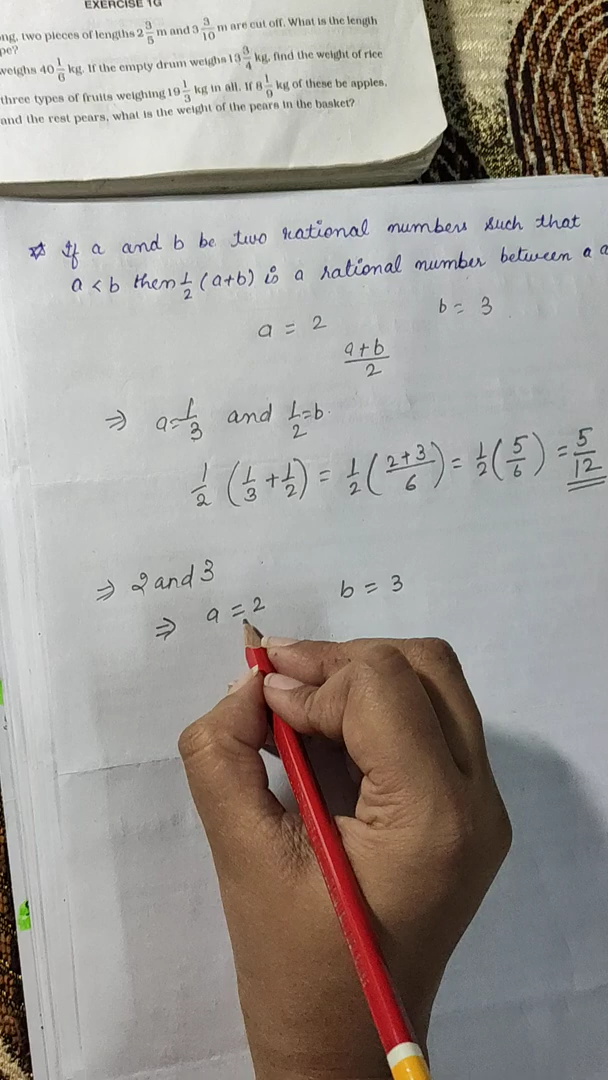 EXERCISE 1G
ng, two pieces of lengths 2 3/5 m and 3 3/10 m are cut off. What is the length
pe?
weighs 40 1/6 kg. If the empty drum weighs 13 3/4 kg, find the weight of rice
three types of fruits weighing 19 1/3 kg in all. If 8 1/9 kg of these be apples,
and the rest pears, what is the weight of the pears in the basket?
If a and b be two rational numbers such that
a < b then 1/2 (a+b) is a rational number between a a
a = 2 b = 3
(a+b)/2
⇒ a=1/3 and 1/2=b.
1/2 (1/3 + 1/2) = 1/2 ((2+3)/6) = 1/2 (5/6) = 5/12
⇒ 2 and 3
⇒ a = 2 b = 3